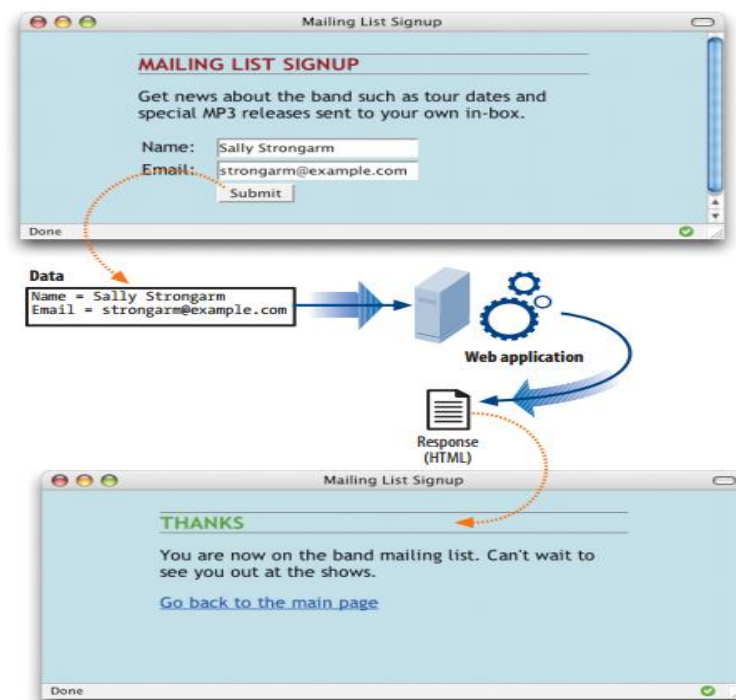 Mailing List Signup
MAILING LIST SIGNUP
Get news about the band such as tour dates and
special MP3 releases sent to your own in-box.
Name: Sally Strongarm
Email: strongarm@example.com
Submit
Done
Data
Name = Sally Strongarm
Email = strongarm@example.com
Web application
Response
(HTML)
Mailing List Signup
THANKS
You are now on the band mailing list. Can't wait to
see you out at the shows.
Go back to the main page
Done